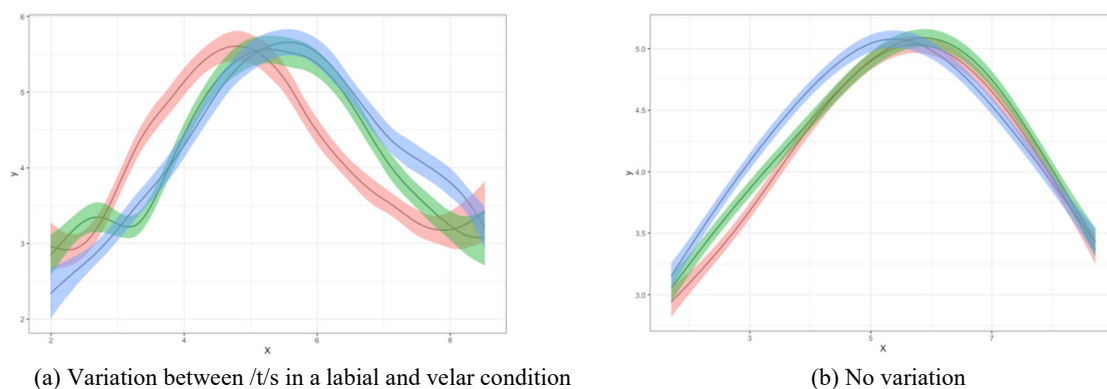 6
5
4
3
2
y
2
4
6
8
X
5.0
4.5
4.0
3.5
3.0
y
3
5
7
X
(a) Variation between /t/s in a labial and velar condition
(b) No variation